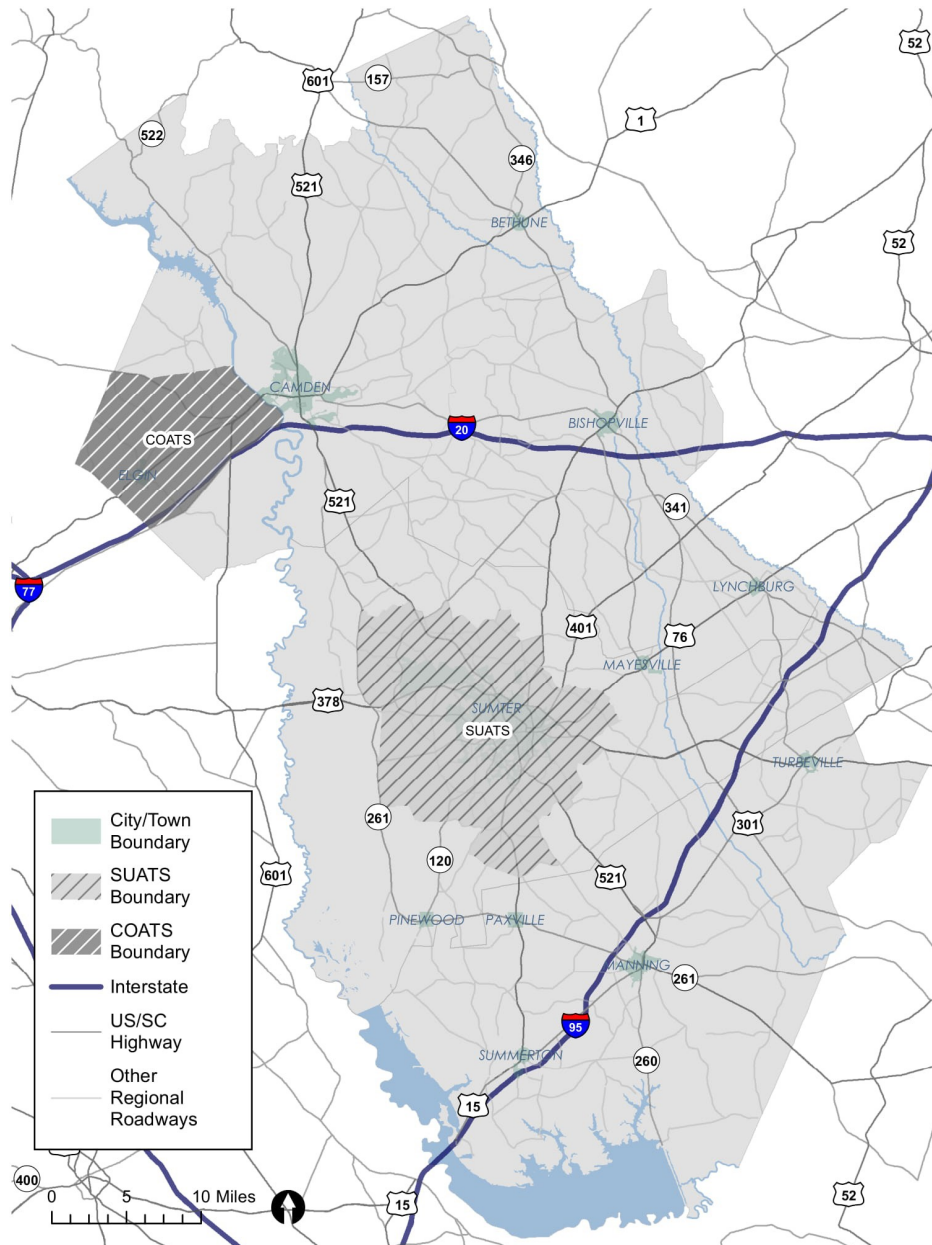 52
601
157
1
522
346
521
BETHUNE
52
CAMDEN
BISHOPVILLE
20
COATS
ELGIN
521
341
77
LYNCHBURG
401
76
MAYESVILLE
378
SUMTER
SUATS
TURBEVILLE
261
301
120
601
521
PINEWOOD
PAXVILLE
MANNING
261
95
SUMMERTON
260
15
400
15
52
City/Town
Boundary
SUATS
Boundary
COATS
Boundary
Interstate
US/SC
Highway
Other
Regional
Roadways
0 5 10 Miles